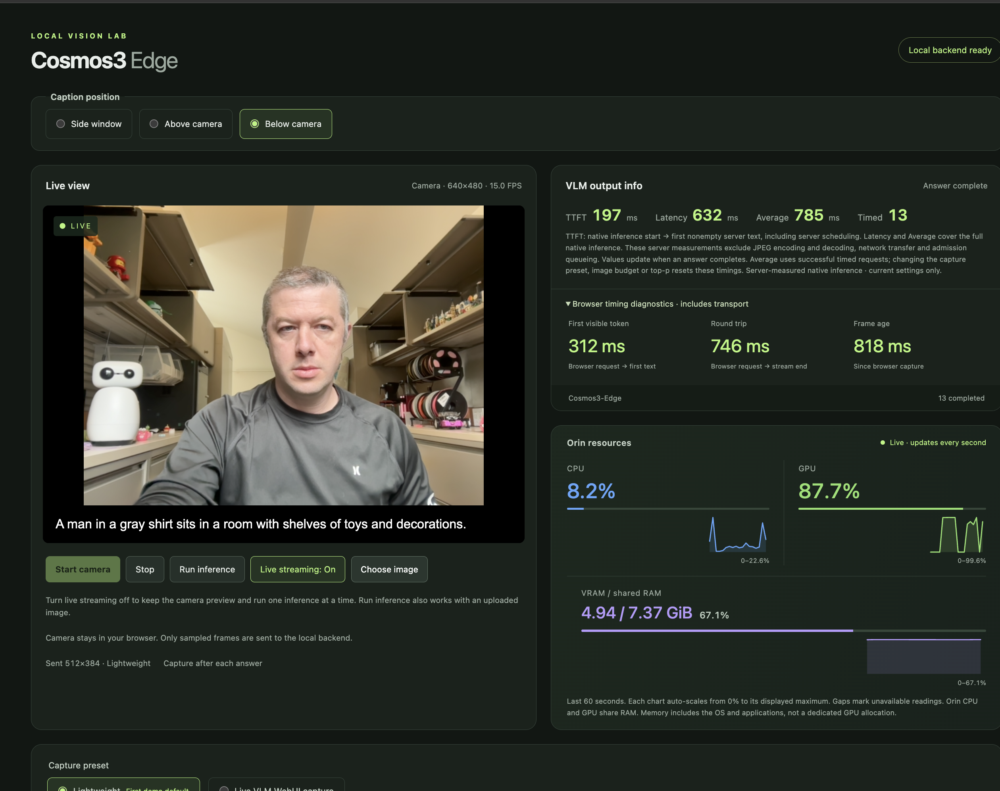 LOCAL VISION LAB
Cosmos3 Edge
Local backend ready
Caption position
Side window
Above camera
Below camera
Live view
Camera · 640×480 · 15.0 FPS
LIVE
A man in a gray shirt sits in a room with shelves of toys and decorations.
Start camera
Stop
Run inference
Live streaming: On
Choose image
Turn live streaming off to keep the camera preview and run one inference at a time. Run inference also works with an uploaded
image.
Camera stays in your browser. Only sampled frames are sent to the local backend.
Sent 512×384 · Lightweight Capture after each answer
VLM output info
Answer complete
TTFT 197 ms Latency 632 ms Average 785 ms Timed 13
TTFT: native inference start → first nonempty server text, including server scheduling. Latency and Average cover the full
native inference. These server measurements exclude JPEG encoding and decoding, network transfer and admission
queueing. Values update when an answer completes. Average uses successful timed requests; changing the capture
preset, image budget or top-p resets these timings. Server-measured native inference · current settings only.
▼ Browser timing diagnostics · includes transport
First visible token
312 ms
Browser request → first text
Round trip
746 ms
Browser request → stream end
Frame age
818 ms
Since browser capture
Cosmos3-Edge
13 completed
Orin resources
Live · updates every second
CPU
8.2%
0–22.6%
GPU
87.7%
0–99.6%
VRAM / shared RAM
4.94 / 7.37 GiB 67.1%
0–67.1%
Last 60 seconds. Each chart auto-scales from 0% to its displayed maximum. Gaps mark unavailable readings. Orin CPU
and GPU share RAM. Memory includes the OS and applications, not a dedicated GPU allocation.
Capture preset
Lightweight First demo default
Live VLM WebUI capture